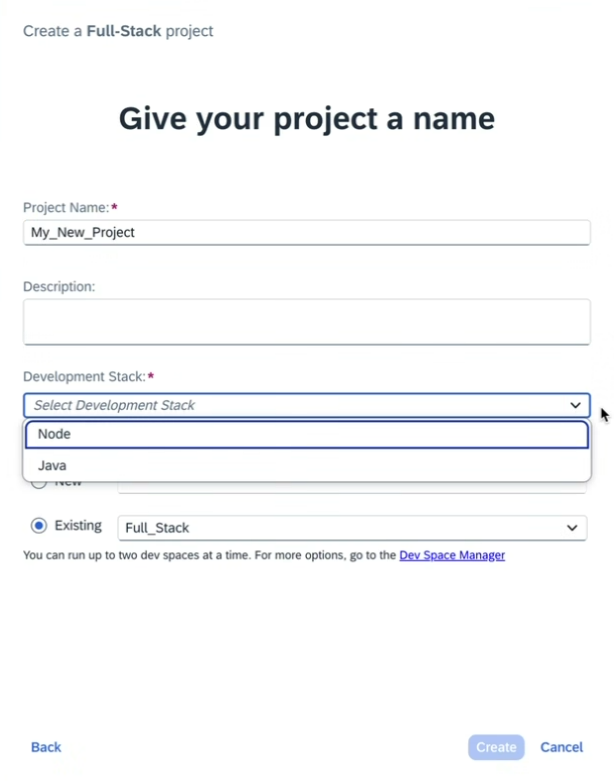 Create a Full-Stack project
Give your project a name
Project Name:*
My_New_Project
Description:
Development Stack:*
Select Development Stack
Node
Java
New
Existing
Full_Stack
You can run up to two dev spaces at a time. For more options, go to the Dev Space Manager
Back
Create
Cancel